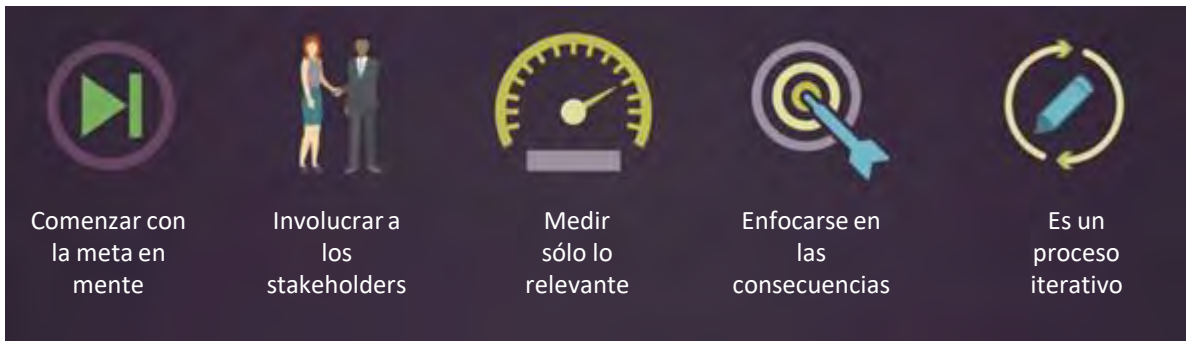 Comenzar con
la meta en
mente
Involucrar a
los
stakeholders
Medir
sólo lo
relevante
Enfocarse en
las
consecuencias
Es un
proceso
iterativo